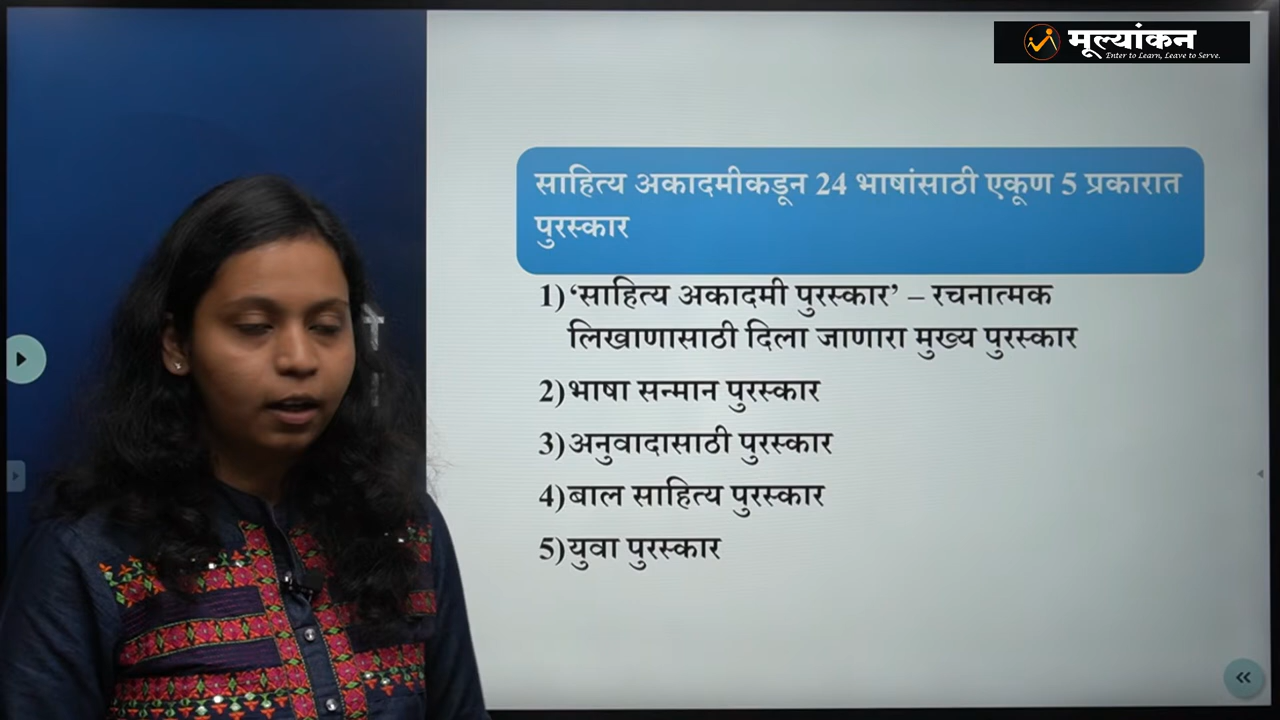 मूल्यांकन
Enter to Learn, Leave to Serve.
साहित्य अकादमीकडून 24 भाषांसाठी एकूण 5 प्रकारात
पुरस्कार
1) ‘साहित्य अकादमी पुरस्कार’ – रचनात्मक
लिखाणासाठी दिला जाणारा मुख्य पुरस्कार
2) भाषा सन्मान पुरस्कार
3) अनुवादासाठी पुरस्कार
4) बाल साहित्य पुरस्कार
5) युवा पुरस्कार